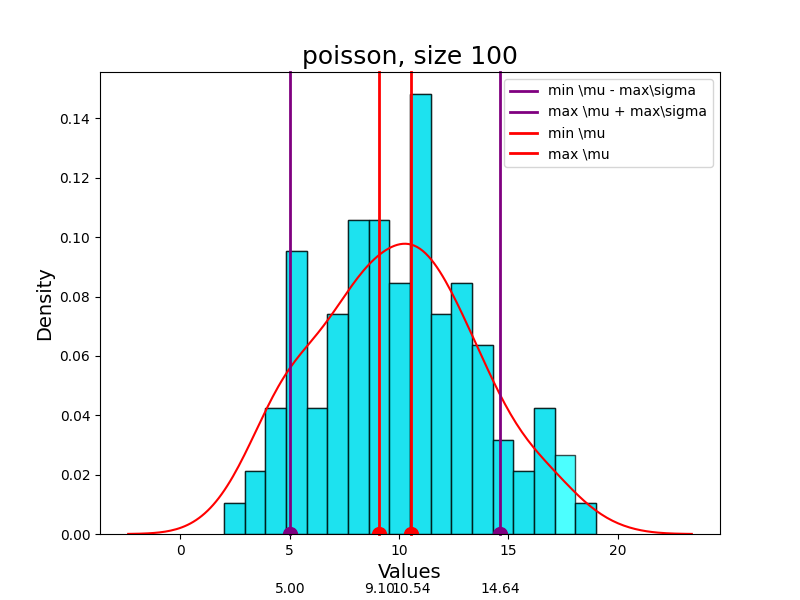 poisson, size 100
min \mu - max\sigma
max \mu + max\sigma
min \mu
max \mu
Density
0.14
0.12
0.10
0.08
0.06
0.04
0.02
0.00
0 5 10 15 20
Values
5.00 9.10 10.54 14.64